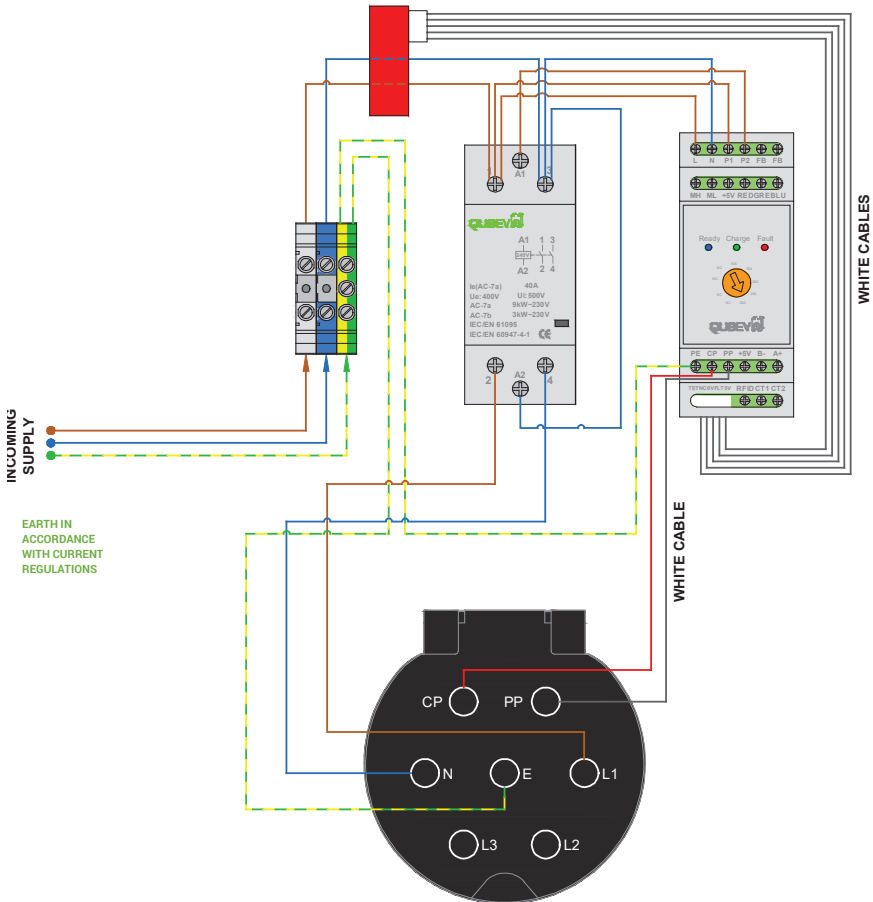 WHITE CABLES
A1
1
3
QUBEV
A1 1 3
240V
A2 2 4
Ie(AC-7a) 40A
Ue:400V Ui:500V
AC-7a 9kW~230V
AC-7b 3kW~230V
IEC/EN 61095
IEC/EN 60947-4-1 CE
2
A2
4
L N P1 P2 FB FB
MH ML +5V RED GRE BLU
Ready Charge Fault
QUBEV
PE CP PP +5V B- A+
RFID CT1 CT2
INCOMING
SUPPLY
EARTH IN
ACCORDANCE
WITH CURRENT
REGULATIONS
WHITE CABLE
CP PP
N E L1
L3 L2